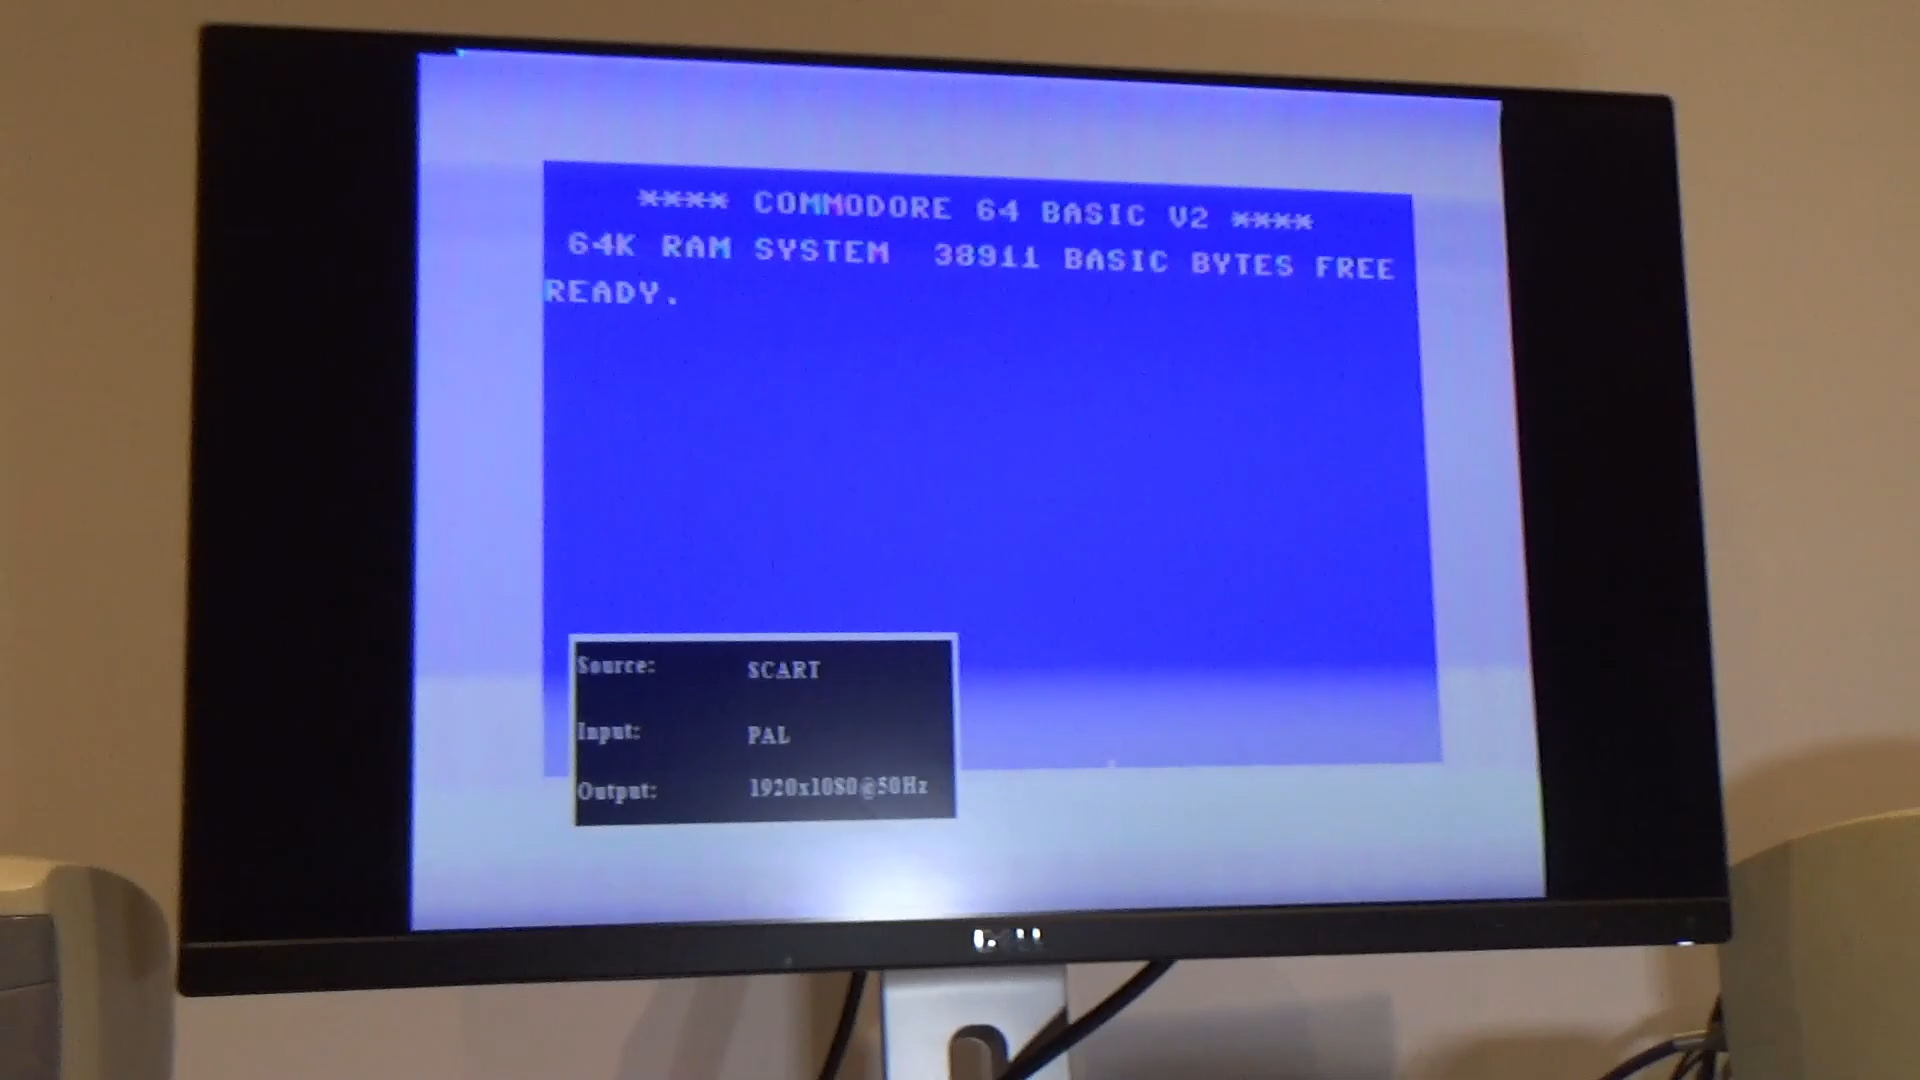 **** COMMODORE 64 BASIC V2 ****
64K RAM SYSTEM  38911 BASIC BYTES FREE
READY.
Source: SCART
Input: PAL
Output: 1920x1080@50Hz
DELL